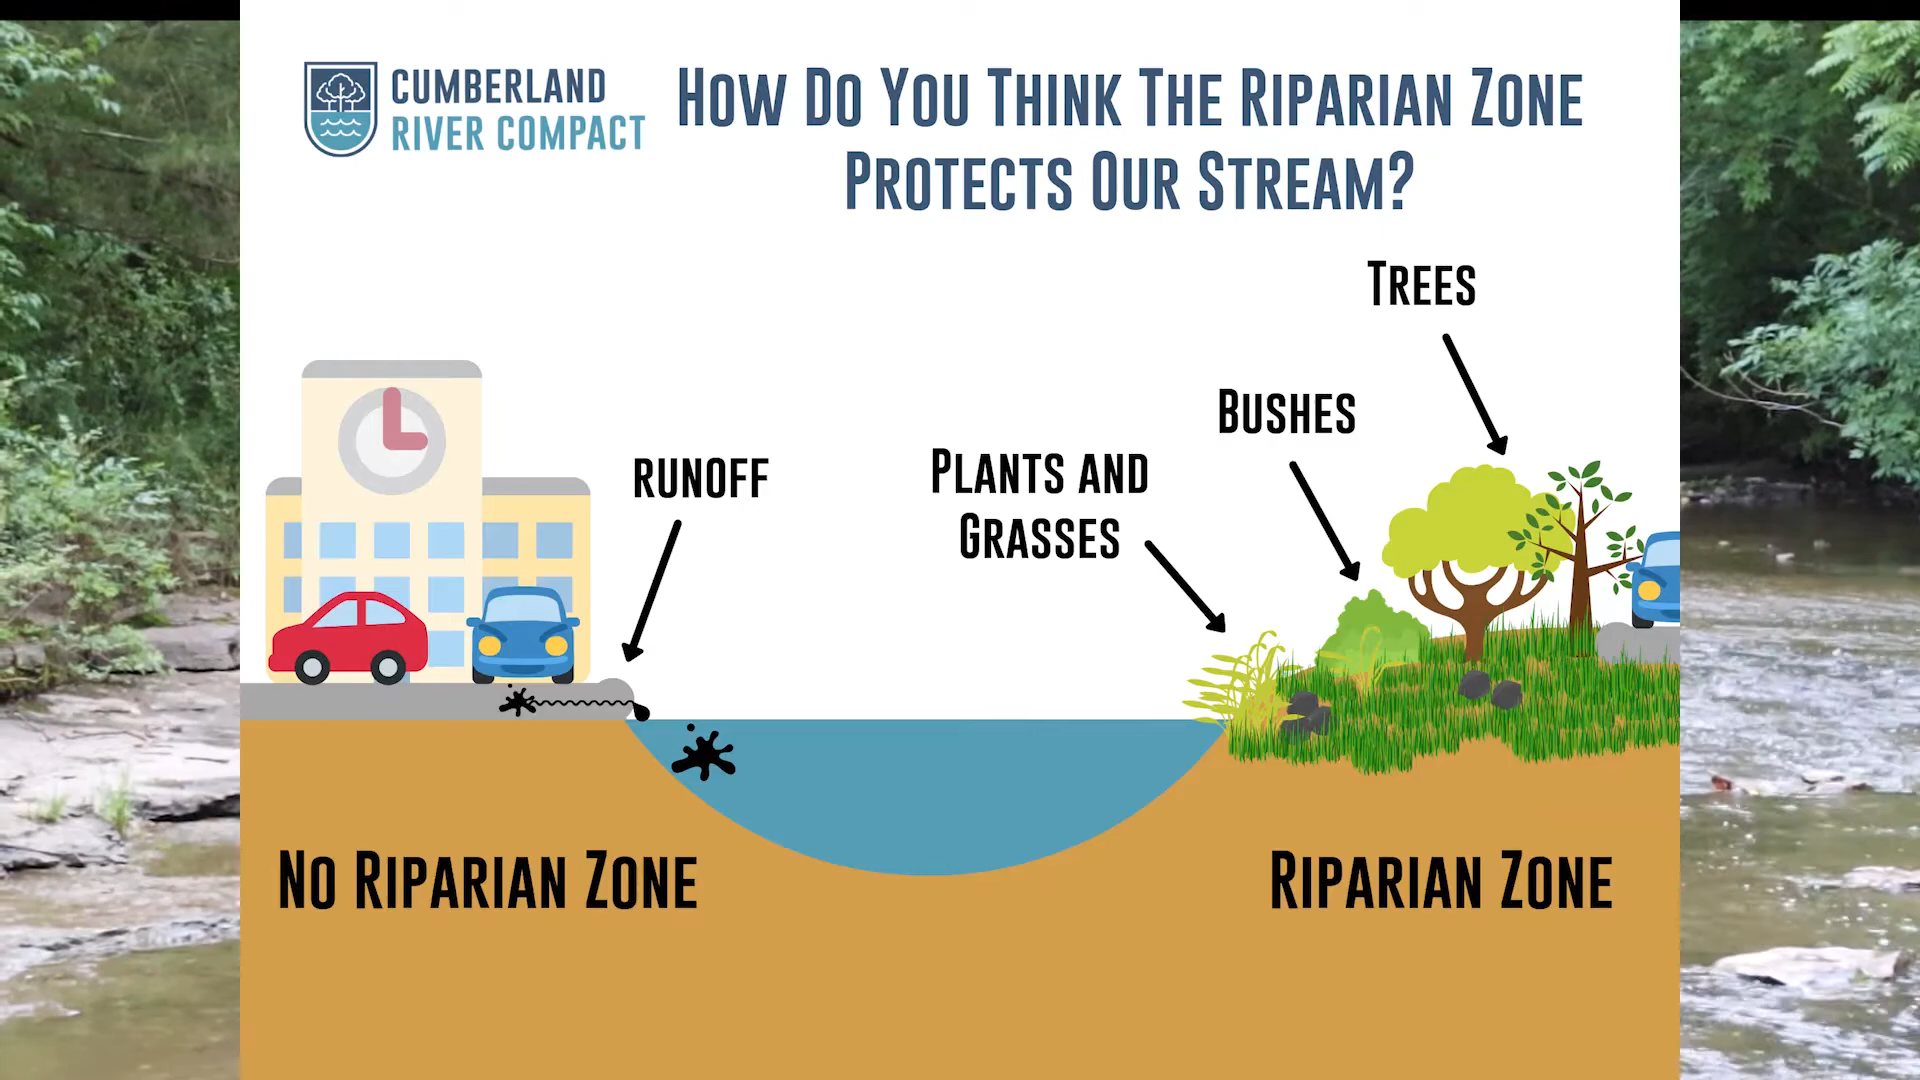 CUMBERLAND
RIVER COMPACT
HOW DO YOU THINK THE RIPARIAN ZONE
PROTECTS OUR STREAM?
TREES
BUSHES
RUNOFF
PLANTS AND
GRASSES
NO RIPARIAN ZONE
RIPARIAN ZONE